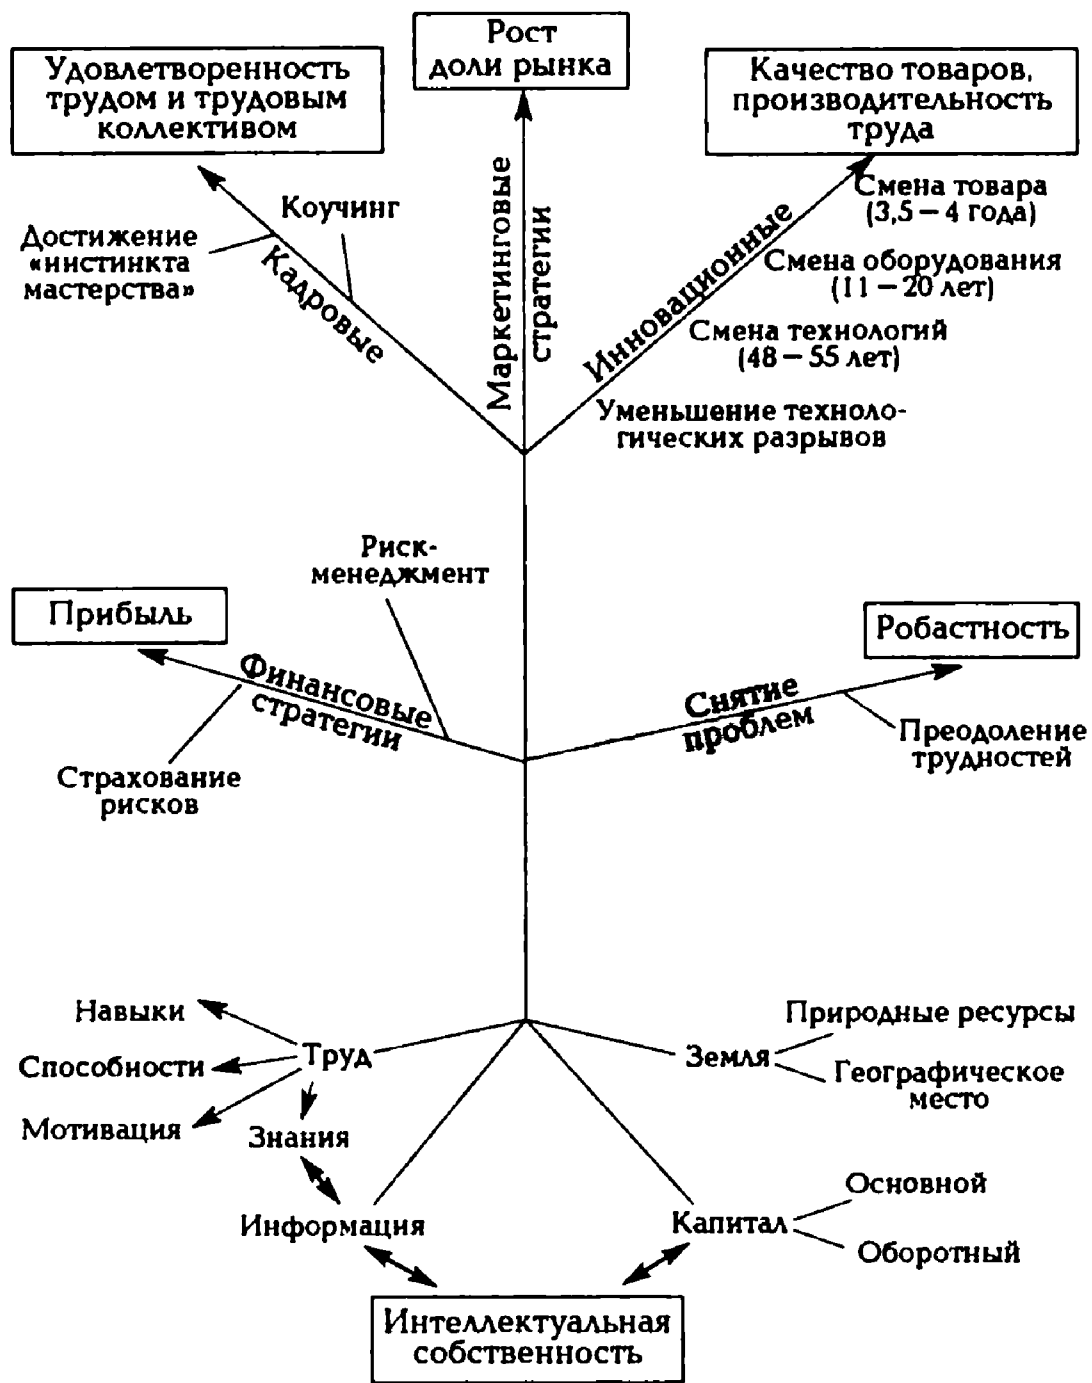 Рост
доли рынка
Удовлетворенность
трудом и трудовым
коллективом
Качество товаров,
производительность
труда
Коучинг
Достижение
«инстинкта
мастерства»
Кадровые
Маркетинговые
стратегии
Инновационные
Смена товара
(3,5 – 4 года)
Смена оборудования
(11 – 20 лет)
Смена технологий
(48 – 55 лет)
Уменьшение техноло-
гических разрывов
Риск-
менеджмент
Прибыль
Финансовые
стратегии
Страхование
рисков
Робастность
Снятие
проблем
Преодоление
трудностей
Навыки
Способности
Мотивация
Труд
Знания
Информация
Природные ресурсы
Земля
Географическое
место
Основной
Капитал
Оборотный
Интеллектуальная
собственность